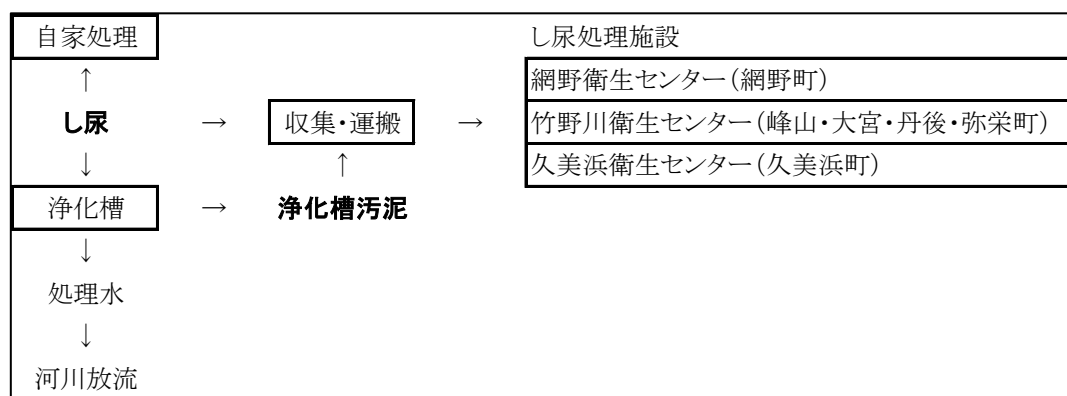 自家処理 し尿処理施設
↑ 網野衛生センター(網野町)
し尿 → 収集・運搬 → 竹野川衛生センター(峰山・大宮・丹後・弥栄町)
↓ ↑ 久美浜衛生センター(久美浜町)
浄化槽 → 浄化槽汚泥
↓
処理水
↓
河川放流